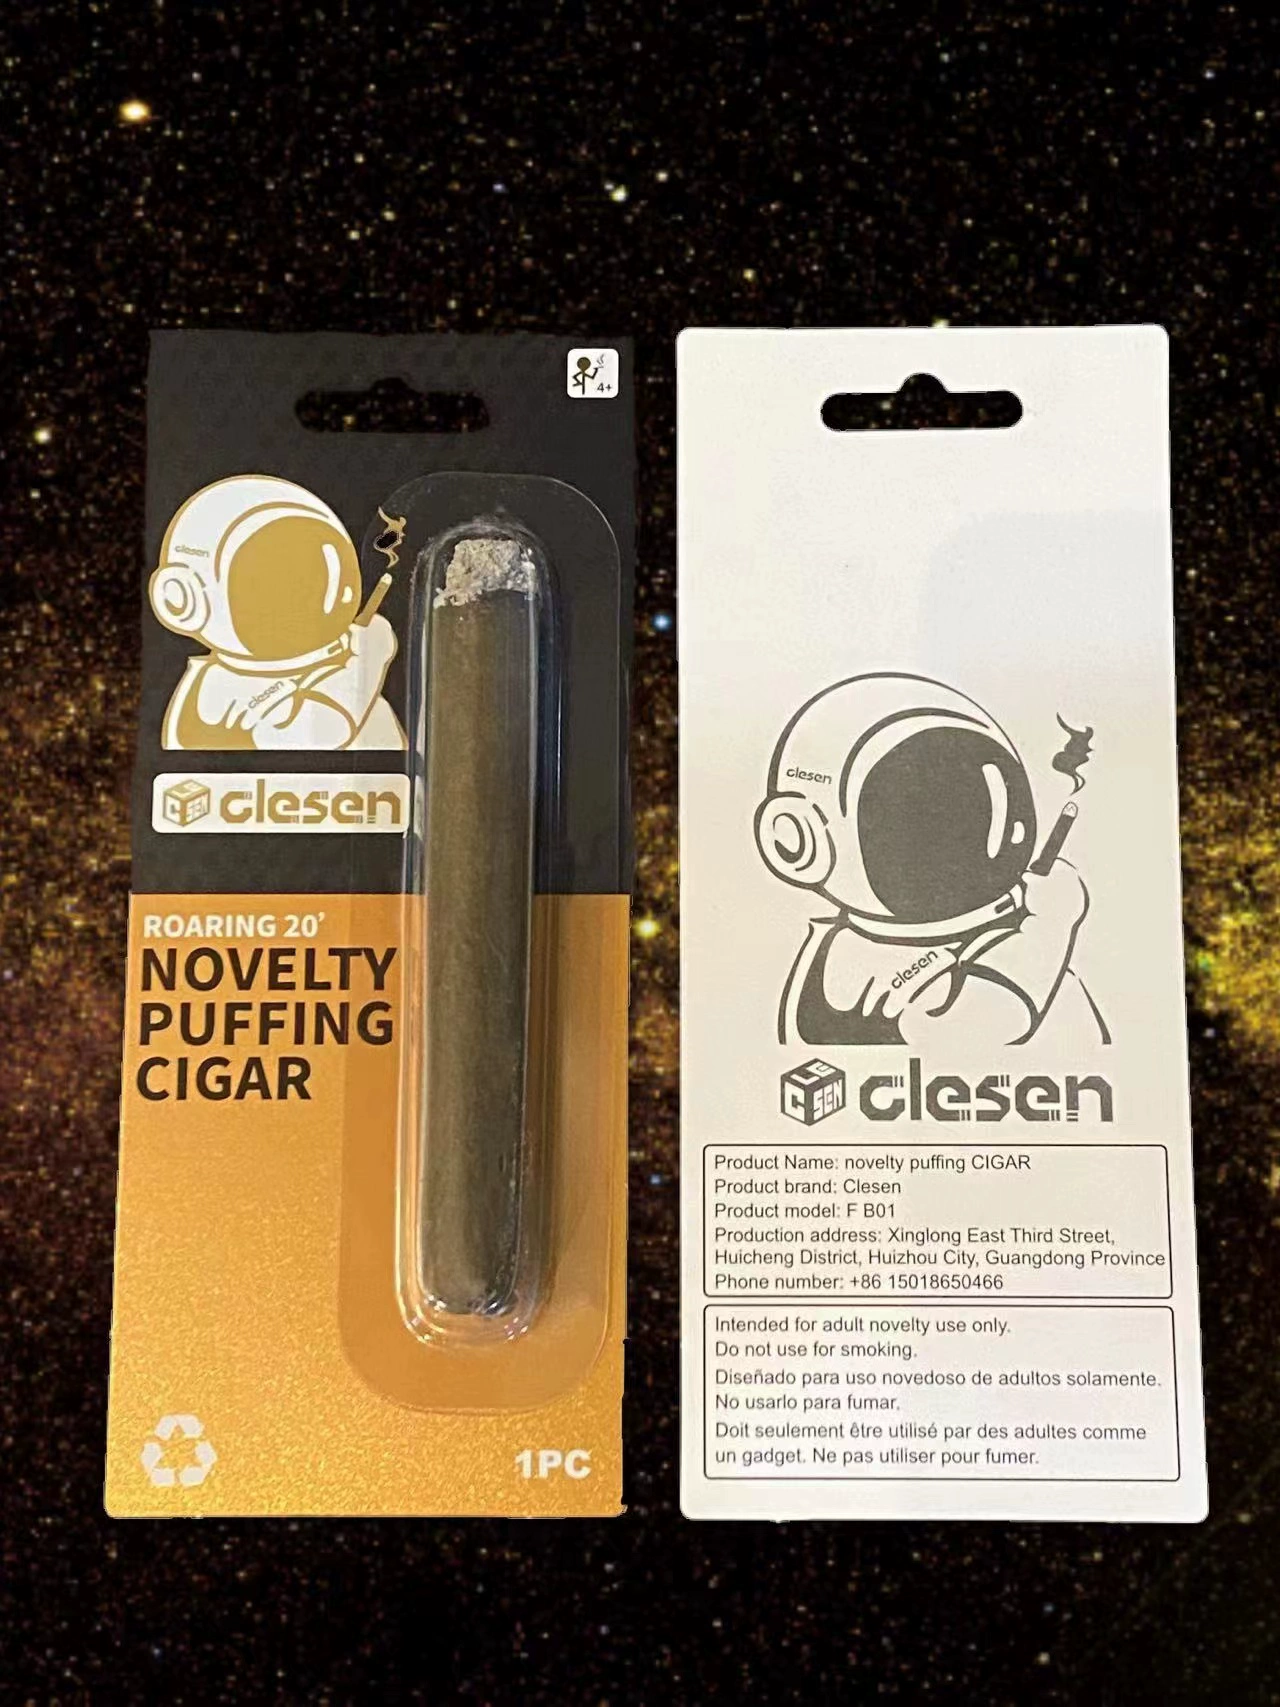 4+
clesen
clesen
CLE
SEN
clesen
ROARING 20'
NOVELTY
PUFFING
CIGAR
1PC
clesen
clesen
CLE
SEN
clesen
Product Name: novelty puffing CIGAR
Product brand: Clesen
Product model: F B01
Production address: Xinglong East Third Street,
Huicheng District, Huizhou City, Guangdong Province
Phone number: +86 15018650466
Intended for adult novelty use only.
Do not use for smoking.
Diseñado para uso novedoso de adultos solamente.
No usarlo para fumar.
Doit seulement être utilisé par des adultes comme
un gadget. Ne pas utiliser pour fumer.